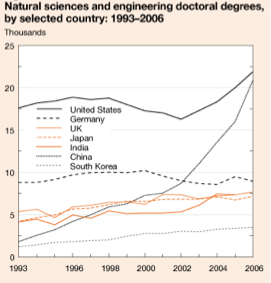 Natural sciences and engineering doctoral degrees,
by selected country: 1993–2006
Thousands
25
20
15
10
5
0
United States
Germany
UK
Japan
India
China
South Korea
1993 1996 1998 2000 2002 2004 2006